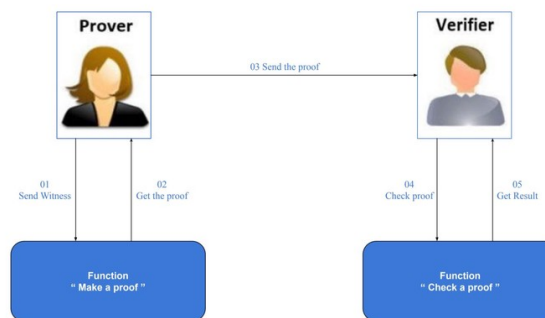 Prover
Verifier
03 Send the proof
01
Send Witness
02
Get the proof
04
Check proof
05
Get Result
Function
“ Make a proof ”
Function
“ Check a proof ”